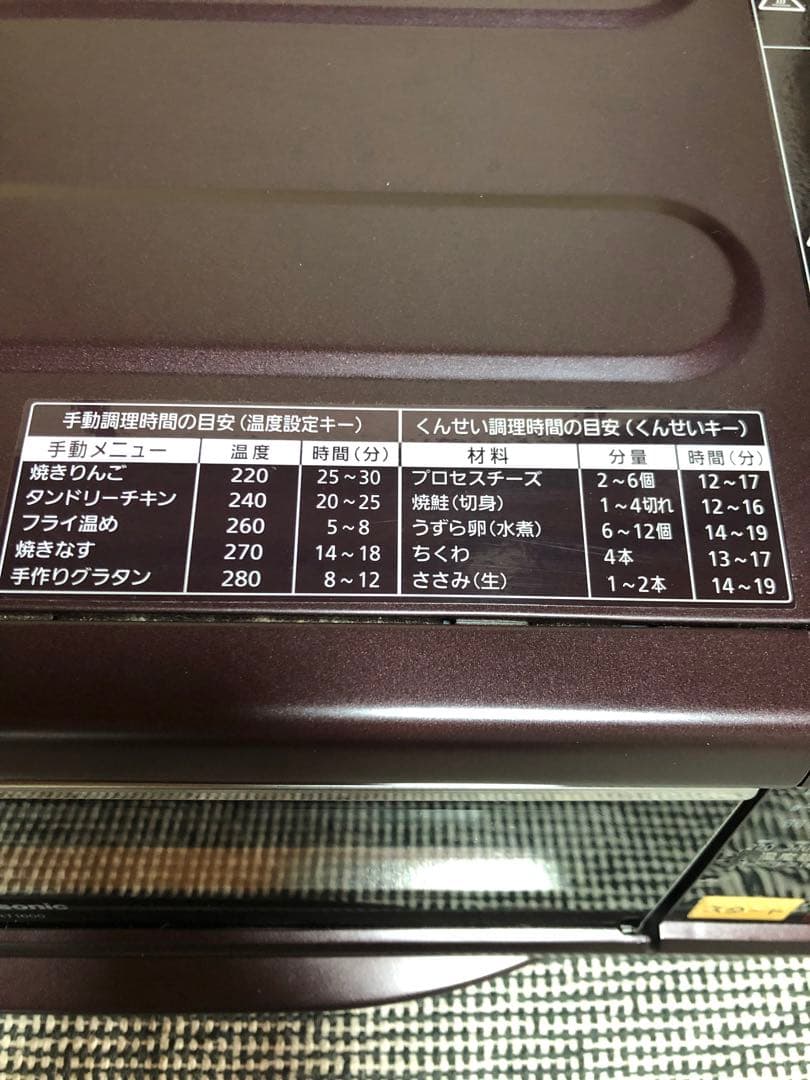 手動調理時間の目安（温度設定キー） くんせい調理時間の目安（くんせいキー）
手動メニュー 温度 時間（分） 材料 分量 時間（分）
焼きりんご 220 25～30 プロセスチーズ 2～6個 12～17
タンドリーチキン 240 20～25 焼鮭（切身） 1～4切れ 12～16
フライ温め 260 5～8 うずら卵（水煮） 6～12個 14～19
焼きなす 270 14～18 ちくわ 4本 13～17
手作りグラタン 280 8～12 ささみ（生） 1～2本 14～19
sonic
スタート